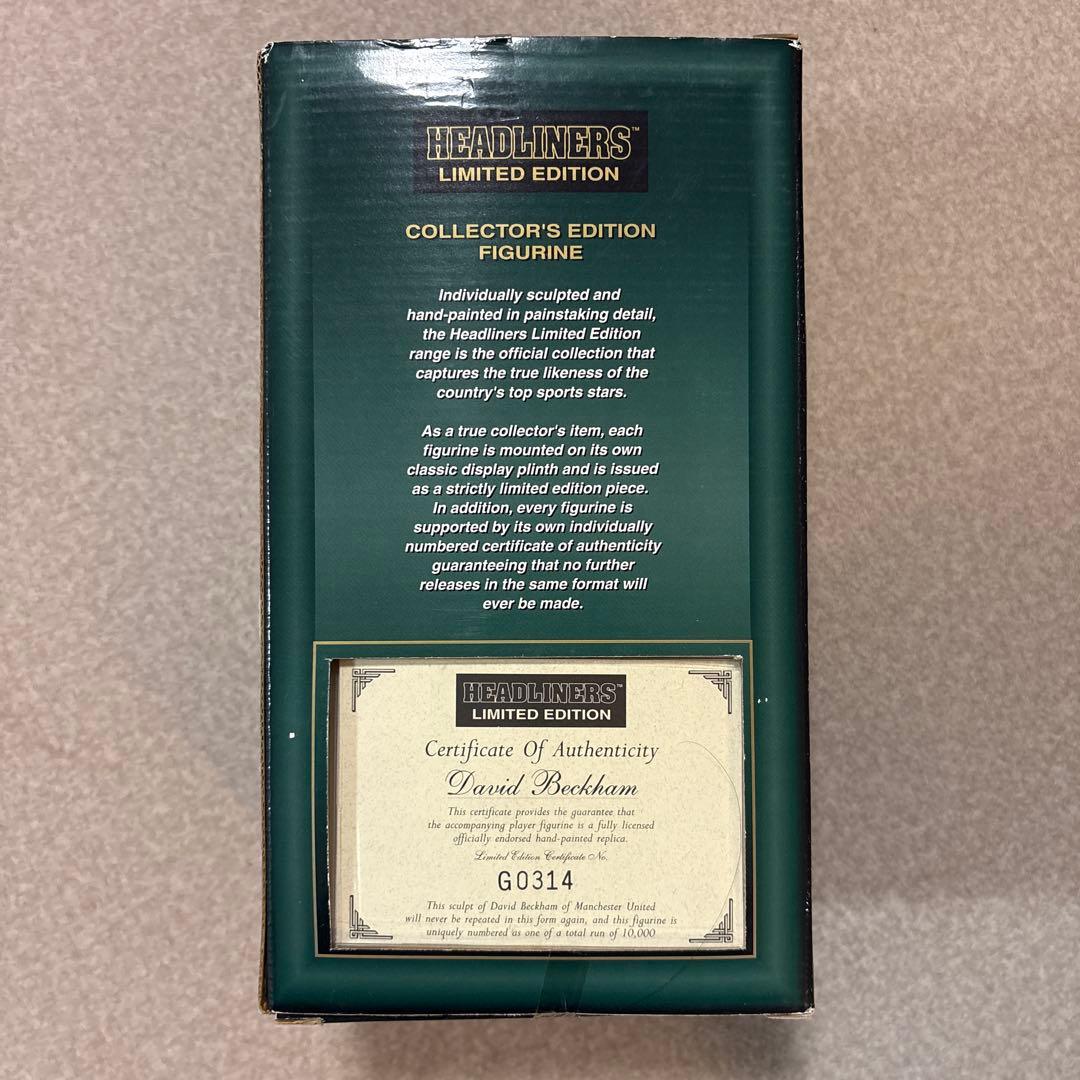 HEADLINERS™
LIMITED EDITION
COLLECTOR'S EDITION
FIGURINE
Individually sculpted and
hand-painted in painstaking detail,
the Headliners Limited Edition
range is the official collection that
captures the true likeness of the
country's top sports stars.
As a true collector's item, each
figurine is mounted on its own
classic display plinth and is issued
as a strictly limited edition piece.
In addition, every figurine is
supported by its own individually
numbered certificate of authenticity
guaranteeing that no further
releases in the same format will
ever be made.
HEADLINERS™
LIMITED EDITION
Certificate Of Authenticity
David Beckham
This certificate provides the guarantee that
the accompanying player figurine is a fully licensed
officially endorsed hand-painted replica.
Limited Edition Certificate No.
G0314
This sculpt of David Beckham of Manchester United
will never be repeated in this form again, and this figurine is
uniquely numbered as one of a total run of 10,000